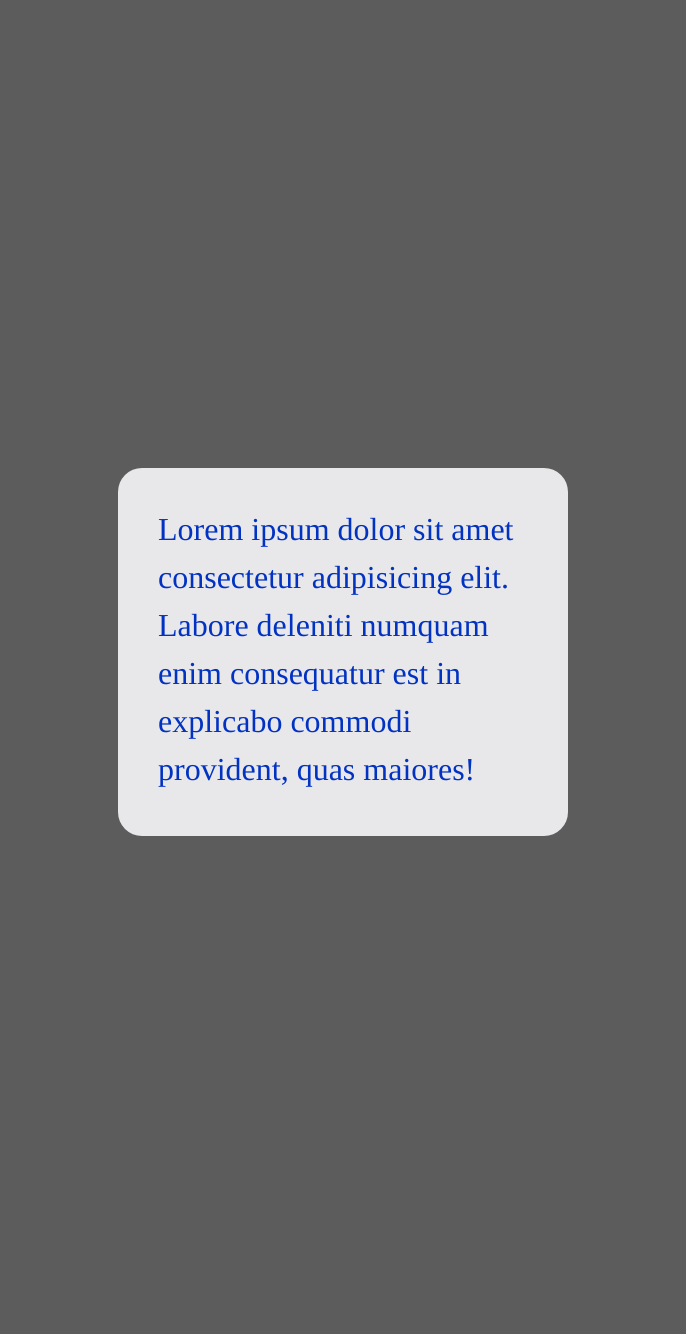 Lorem ipsum dolor sit amet
consectetur adipisicing elit.
Labore deleniti numquam
enim consequatur est in
explicabo commodi
provident, quas maiores!